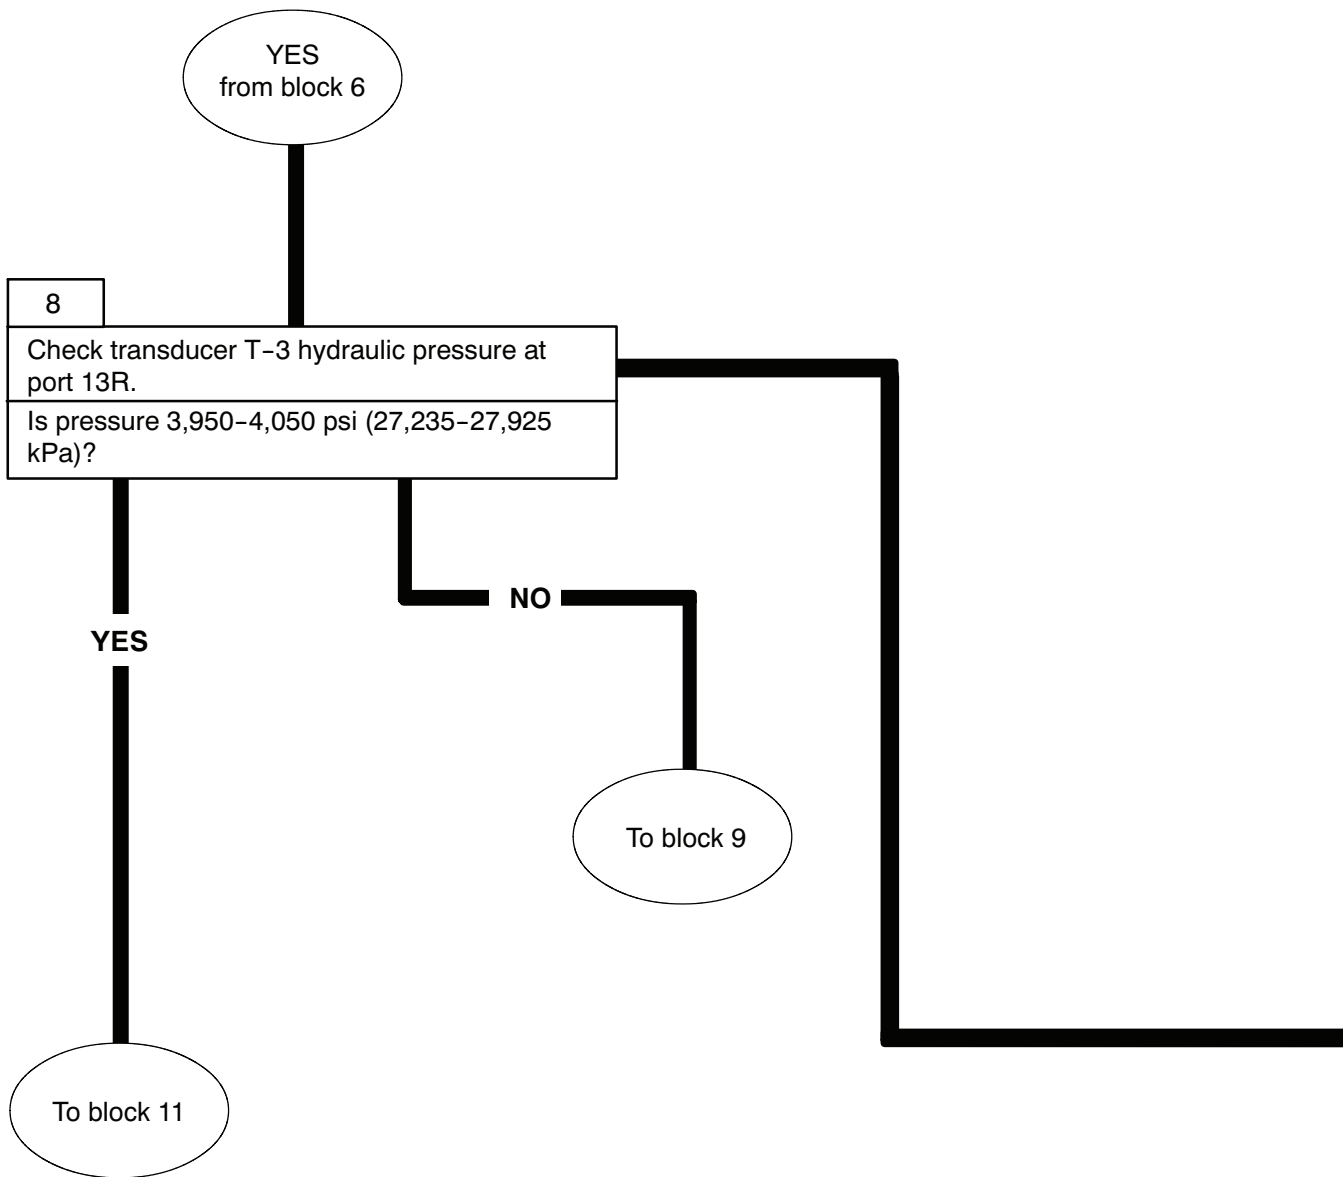 YES
from block 6
8
Check transducer T-3 hydraulic pressure at
port 13R.
Is pressure 3,950-4,050 psi (27,235-27,925
kPa)?
NO
YES
To block 9
To block 11